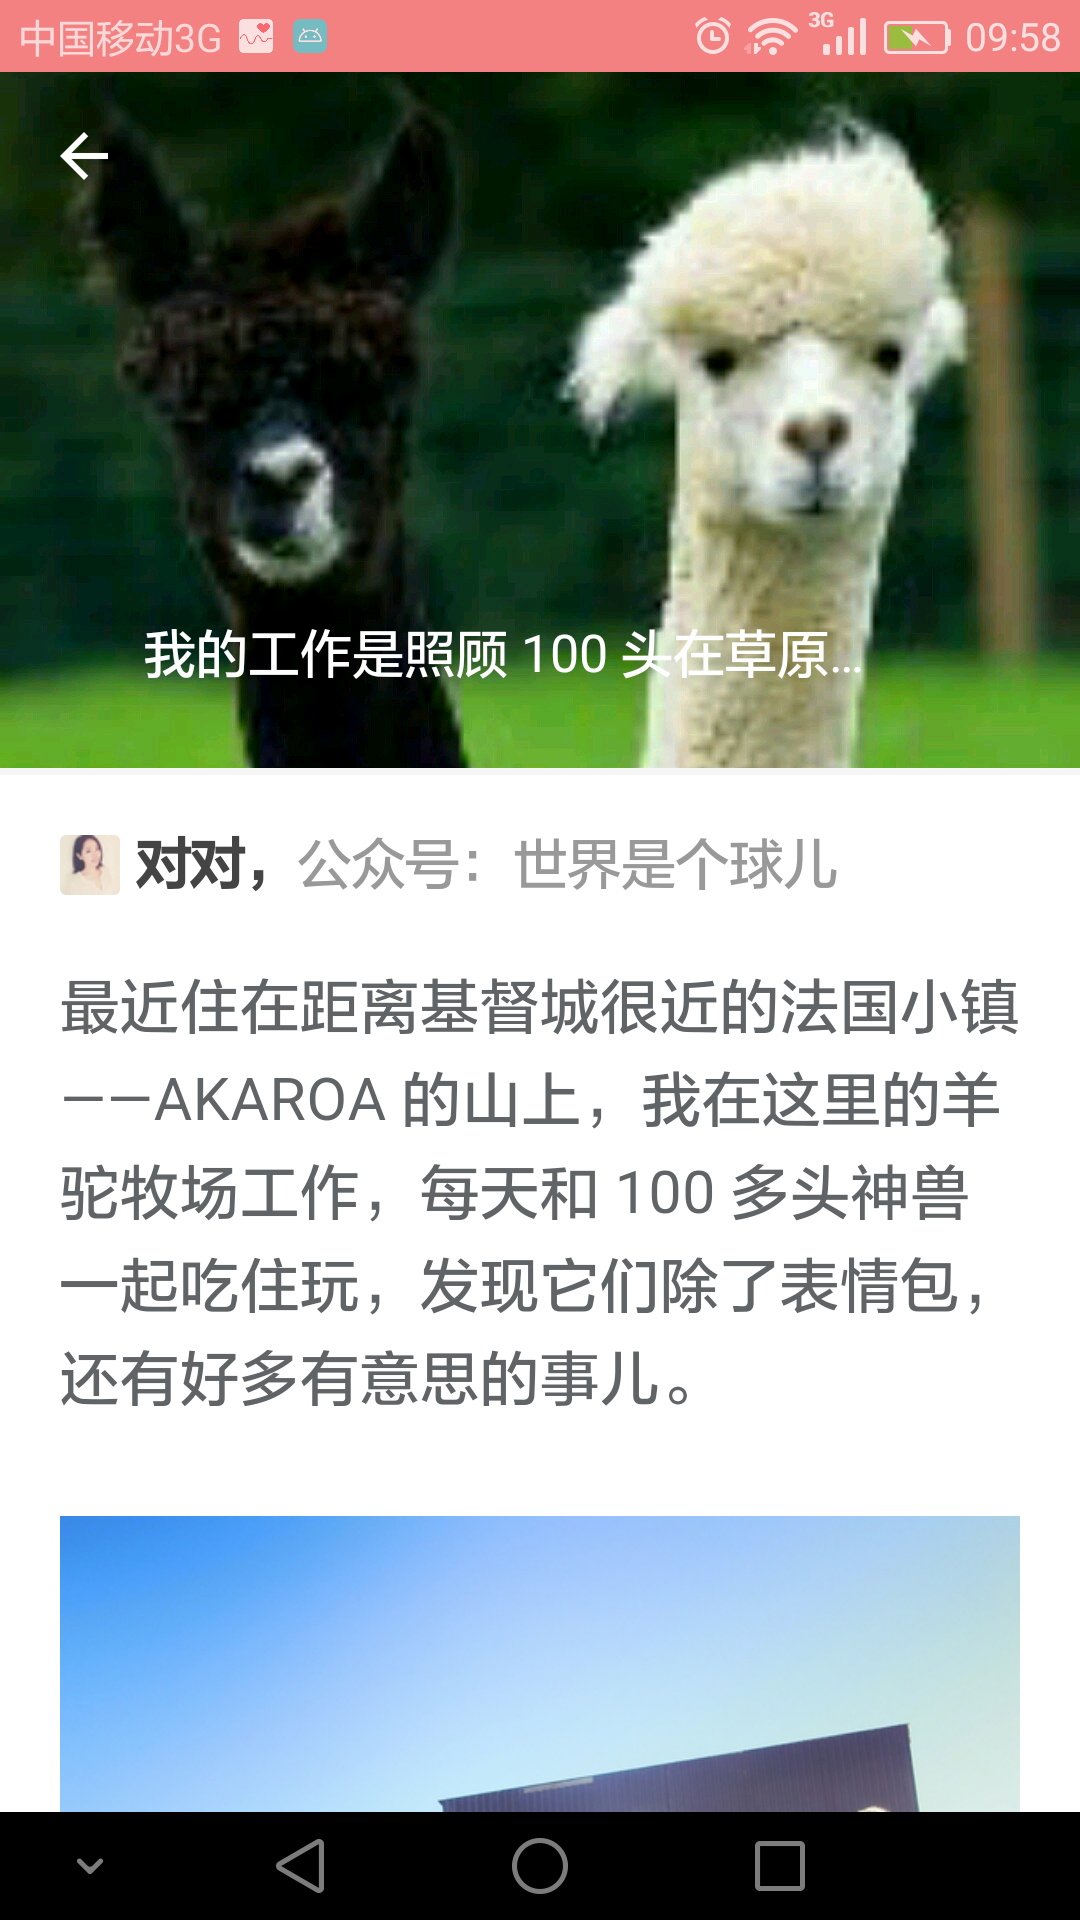 中国移动3G 3G 09:58
我的工作是照顾 100 头在草原...
对对，公众号：世界是个球儿
最近住在距离基督城很近的法国小镇
——AKAROA 的山上，我在这里的羊
驼牧场工作，每天和 100 多头神兽
一起吃住玩，发现它们除了表情包，
还有好多有意思的事儿。